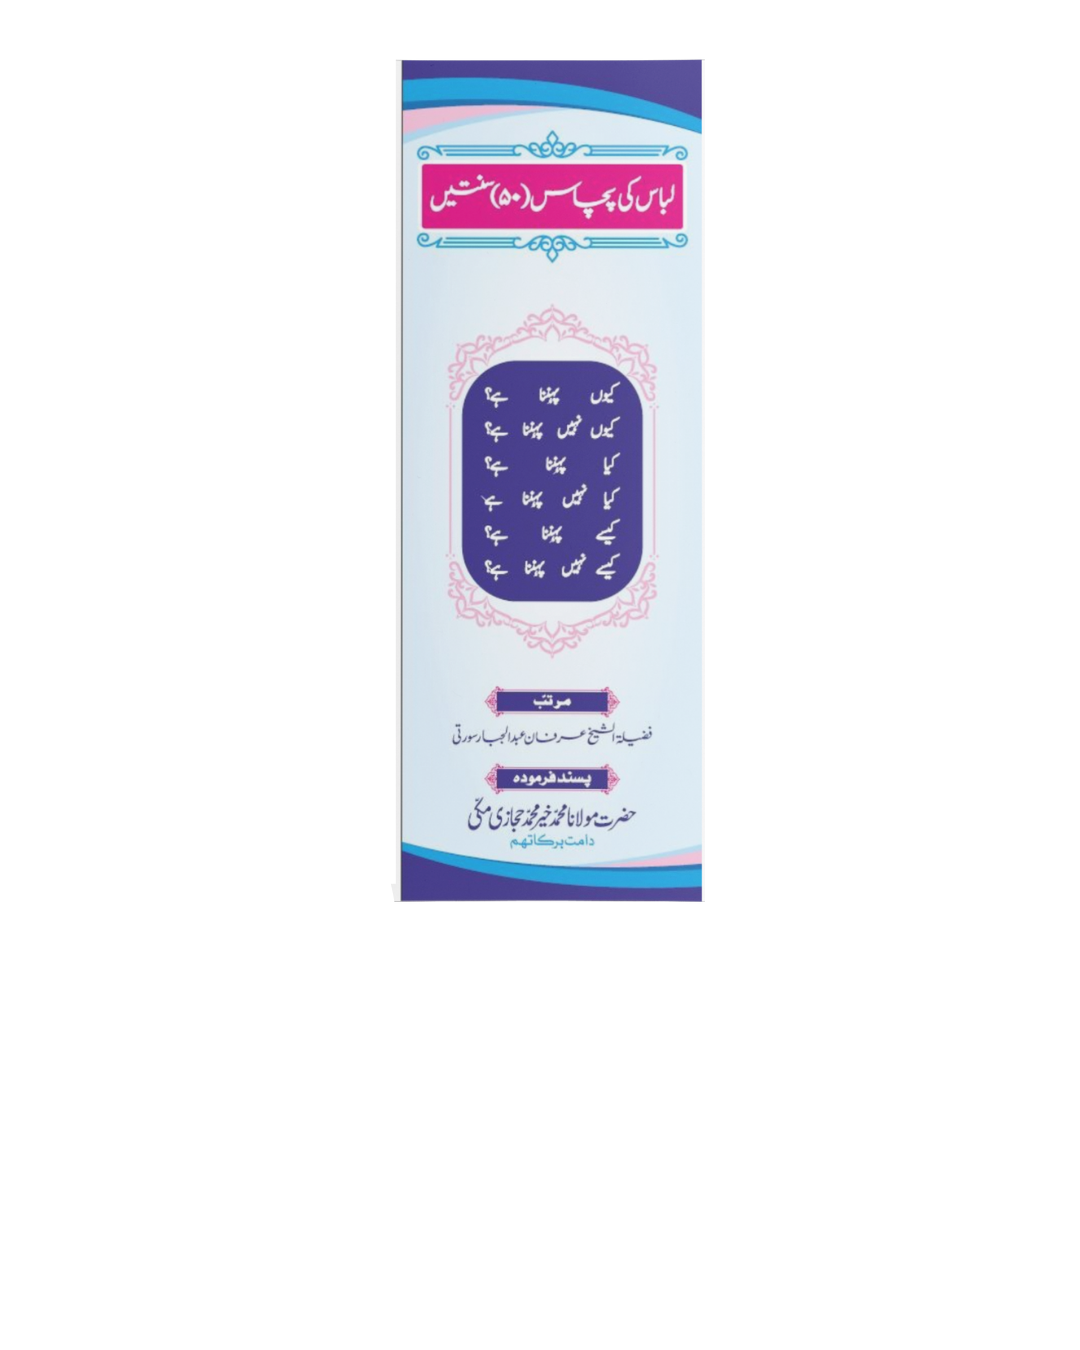 لباس کی پچاس (۵۰) سنتیں
کیوں پہننا ہے؟
کیوں نہیں پہننا ہے؟
کیا پہننا ہے؟
کیا نہیں پہننا ہے
کیسے پہننا ہے؟
کیسے نہیں پہننا ہے؟
مرتب
فضیلۃ الشیخ عرفان عبدالجبار سورتی
پسند فرمودہ
حضرت مولانا محمد خیر محمد حجازی مکّی
دامت برکاتھم